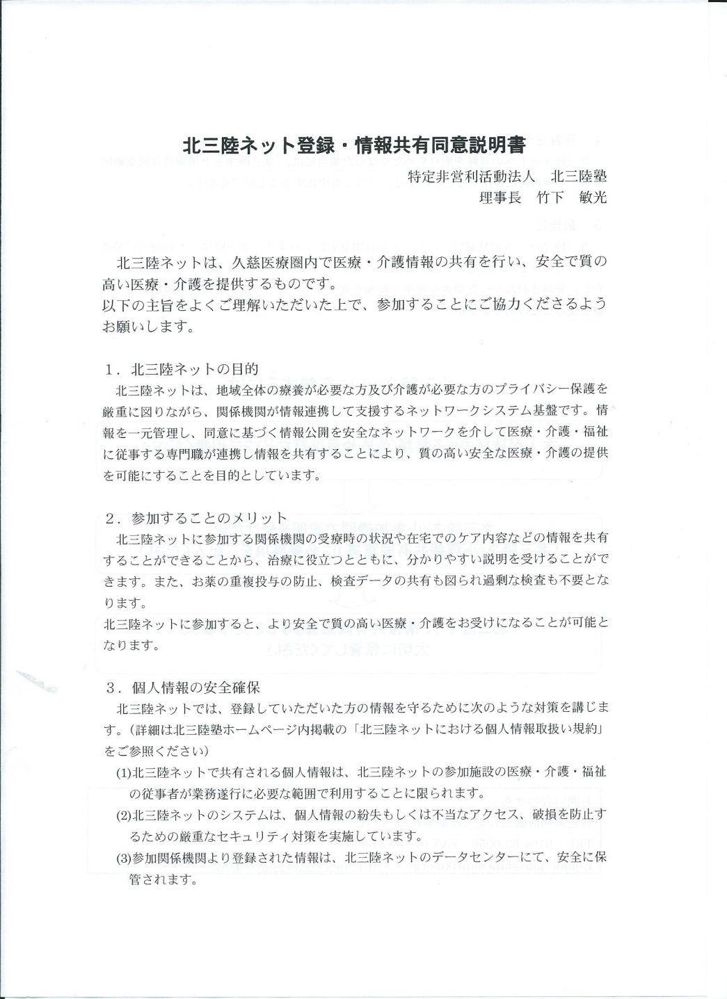 北三陸ネット登録・情報共有同意説明書
特定非営利活動法人　北三陸塾
理事長　竹下　敏光
北三陸ネットは、久慈医療圏内で医療・介護情報の共有を行い、安全で質の
高い医療・介護を提供するものです。
以下の主旨をよくご理解いただいた上で、参加することにご協力くださるよう
お願いします。
１．北三陸ネットの目的
北三陸ネットは、地域全体の療養が必要な方及び介護が必要な方のプライバシー保護を
厳重に図りながら、関係機関が情報連携して支援するネットワークシステム基盤です。情
報を一元管理し、同意に基づく情報公開を安全なネットワークを介して医療・介護・福祉
に従事する専門職が連携し情報を共有することにより、質の高い安全な医療・介護の提供
を可能にすることを目的としています。
２．参加することのメリット
北三陸ネットに参加する関係機関の受療時の状況や在宅でのケア内容などの情報を共有
することができることから、治療に役立つとともに、分かりやすい説明を受けることがで
きます。また、お薬の重複投与の防止、検査データの共有も図られ過剰な検査も不要とな
ります。
北三陸ネットに参加すると、より安全で質の高い医療・介護をお受けになることが可能と
なります。
３．個人情報の安全確保
北三陸ネットでは、登録していただいた方の情報を守るために次のような対策を講じま
す。（詳細は北三陸塾ホームページ内掲載の「北三陸ネットにおける個人情報取扱い規約」
をご参照ください）
(1)北三陸ネットで共有される個人情報は、北三陸ネットの参加施設の医療・介護・福祉
の従事者が業務遂行に必要な範囲で利用することに限られます。
(2)北三陸ネットのシステムは、個人情報の紛失もしくは不当なアクセス、破損を防止す
るための厳重なセキュリティ対策を実施しています。
(3)参加関係機関より登録された情報は、北三陸ネットのデータセンターにて、安全に保
管されます。